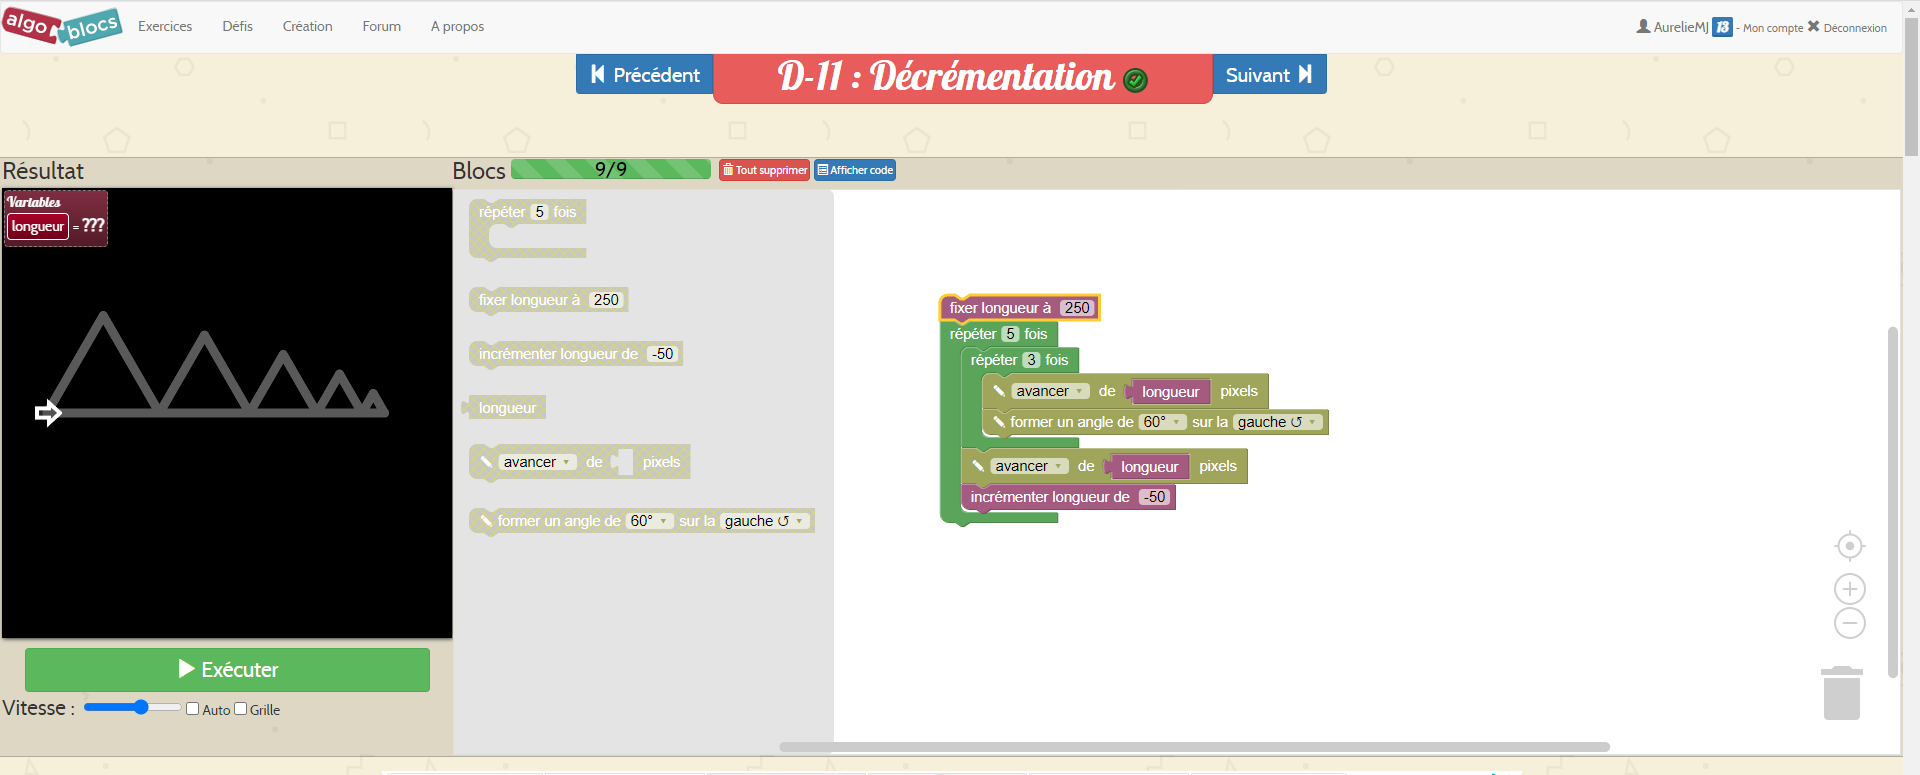 algo blocs
Exercices Défis Création Forum A propos
AurelieMJ 13 - Mon compte Déconnexion
Précédent
D-11 : Décrémentation
Suivant
Résultat
Blocs 9/9 Tout supprimer Afficher code
Variables
longueur = ???
répéter 5 fois
fixer longueur à 250
incrémenter longueur de -50
longueur
avancer de pixels
former un angle de 60° sur la gauche ↺
fixer longueur à 250
répéter 5 fois
répéter 3 fois
avancer de longueur pixels
former un angle de 60° sur la gauche ↺
avancer de longueur pixels
incrémenter longueur de -50
Exécuter
Vitesse : Auto Grille